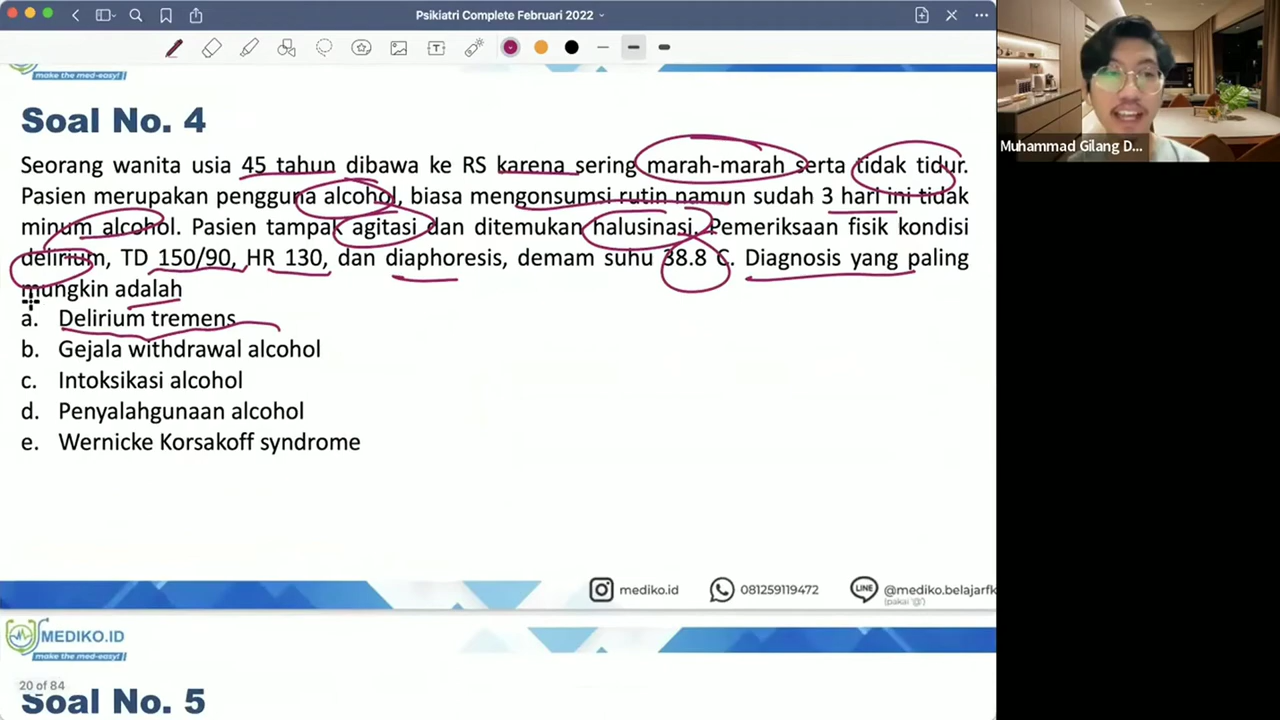 Psikiatri Complete Februari 2022
make the med-easy!
Soal No. 4
Seorang wanita usia 45 tahun dibawa ke RS karena sering marah-marah serta tidak tidur.
Pasien merupakan pengguna alcohol, biasa mengonsumsi rutin namun sudah 3 hari ini tidak
minum alcohol. Pasien tampak agitasi dan ditemukan halusinasi. Pemeriksaan fisik kondisi
delirium, TD 150/90, HR 130, dan diaphoresis, demam suhu 38.8 C. Diagnosis yang paling
mungkin adalah
a. Delirium tremens
b. Gejala withdrawal alcohol
c. Intoksikasi alcohol
d. Penyalahgunaan alcohol
e. Wernicke Korsakoff syndrome
mediko.id 081259119472 LINE @mediko.belajarfk
(pakai '@')
MEDIKO.ID
make the med-easy!
20 of 84
Soal No. 5
Muhammad Gilang D...